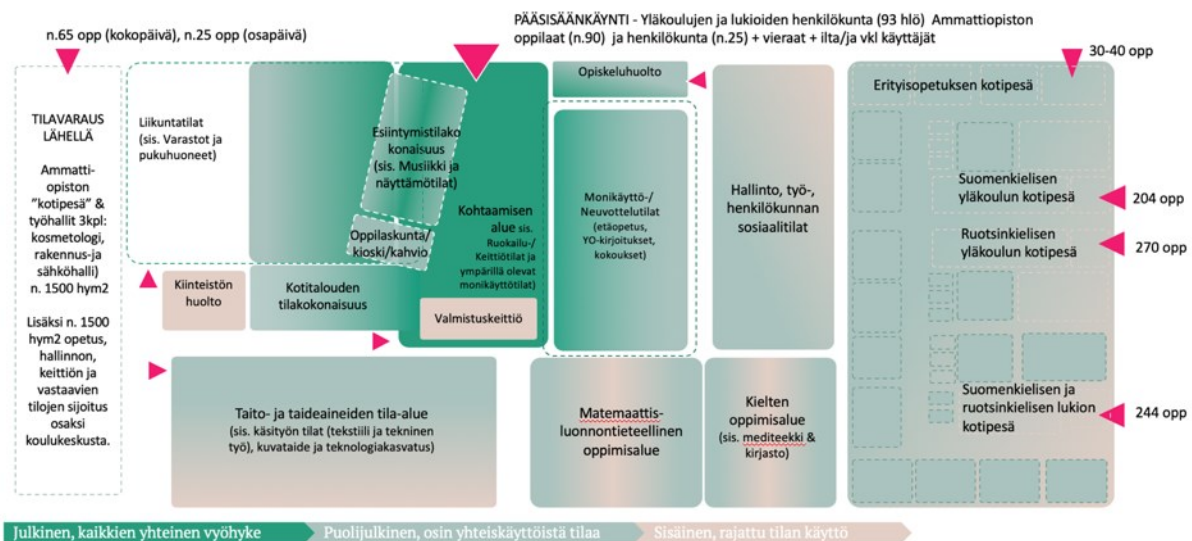 PÄÄSISÄÄNKÄYNTI - Yläkoulujen ja lukioiden henkilökunta (93 hlö)  Ammattiopiston
oppilaat (n.90)  ja henkilökunta (n.25) + vieraat + ilta/ja vkl käyttäjät
n.65 opp (kokopäivä), n.25 opp (osapäivä)
30-40 opp
TILAVARAUS
LÄHELLÄ
Ammatti-
opiston
"kotipesä" &
työhallit 3kpl:
kosmetologi,
rakennus-ja
sähköhalli)
n. 1500 hym2
Lisäksi n. 1500
hym2 opetus,
hallinnon,
keittiön ja
vastaavien
tilojen sijoitus
osaksi
koulukeskusta.
Liikuntatilat
(sis. Varastot ja
pukuhuoneet)
Esiintymistilako
konaisuus
(sis. Musiikki ja
näyttämötilat)
Oppilaskunta/
kioski/kahvio
Kohtaamisen
alue sis.
Ruokailu-/
Keittiötilat ja
ympärillä olevat
monikäyttötilat)
Valmistuskeittiö
Kiinteistön
huolto
Kotitalouden
tilakokonaisuus
Opiskeluhuolto
Monikäyttö-/
Neuvottelutilat
(etäopetus,
YO-kirjoitukset,
kokoukset)
Hallinto, työ-,
henkilökunnan
sosiaalitilat
Erityisopetuksen kotipesä
Suomenkielisen
yläkoulun kotipesä
204 opp
Ruotsinkielisen
yläkoulun kotipesä
270 opp
Suomenkielisen ja
ruotsinkielisen lukion
kotipesä
244 opp
Taito- ja taideaineiden tila-alue
(sis. käsityön tilat (tekstiili ja tekninen
työ), kuvataide ja teknologiakasvatus)
Matemaattis-
luonnontieteellinen
oppimisalue
Kielten
oppimisalue
(sis. mediteekki &
kirjasto)
Julkinen, kaikkien yhteinen vyöhyke
Puolijulkinen, osin yhteiskäyttöistä tilaa
Sisäinen, rajattu tilan käyttö